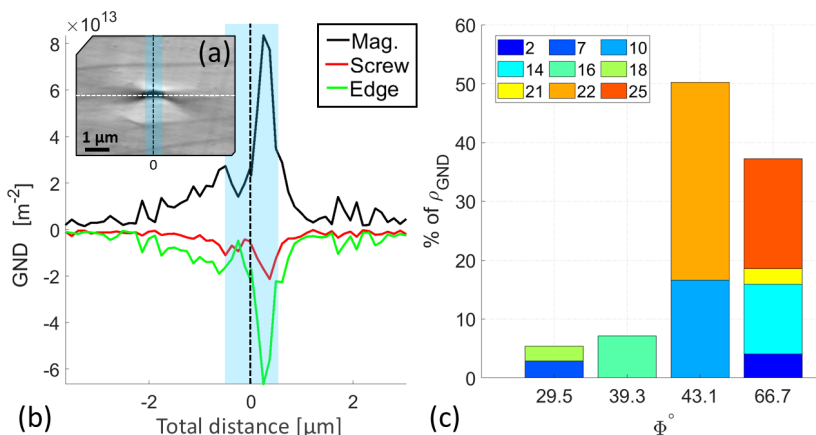 ×10^13
8
6
4
2
0
-2
-4
-6
GND [m^-2]
(a)
1 μm
0
Mag.
Screw
Edge
-2
0
2
(b)
Total distance [μm]
60
50
40
30
20
10
0
% of ρ_GND
2 7 10
14 16 18
21 22 25
29.5 39.3 43.1 66.7
(c)
Φ°